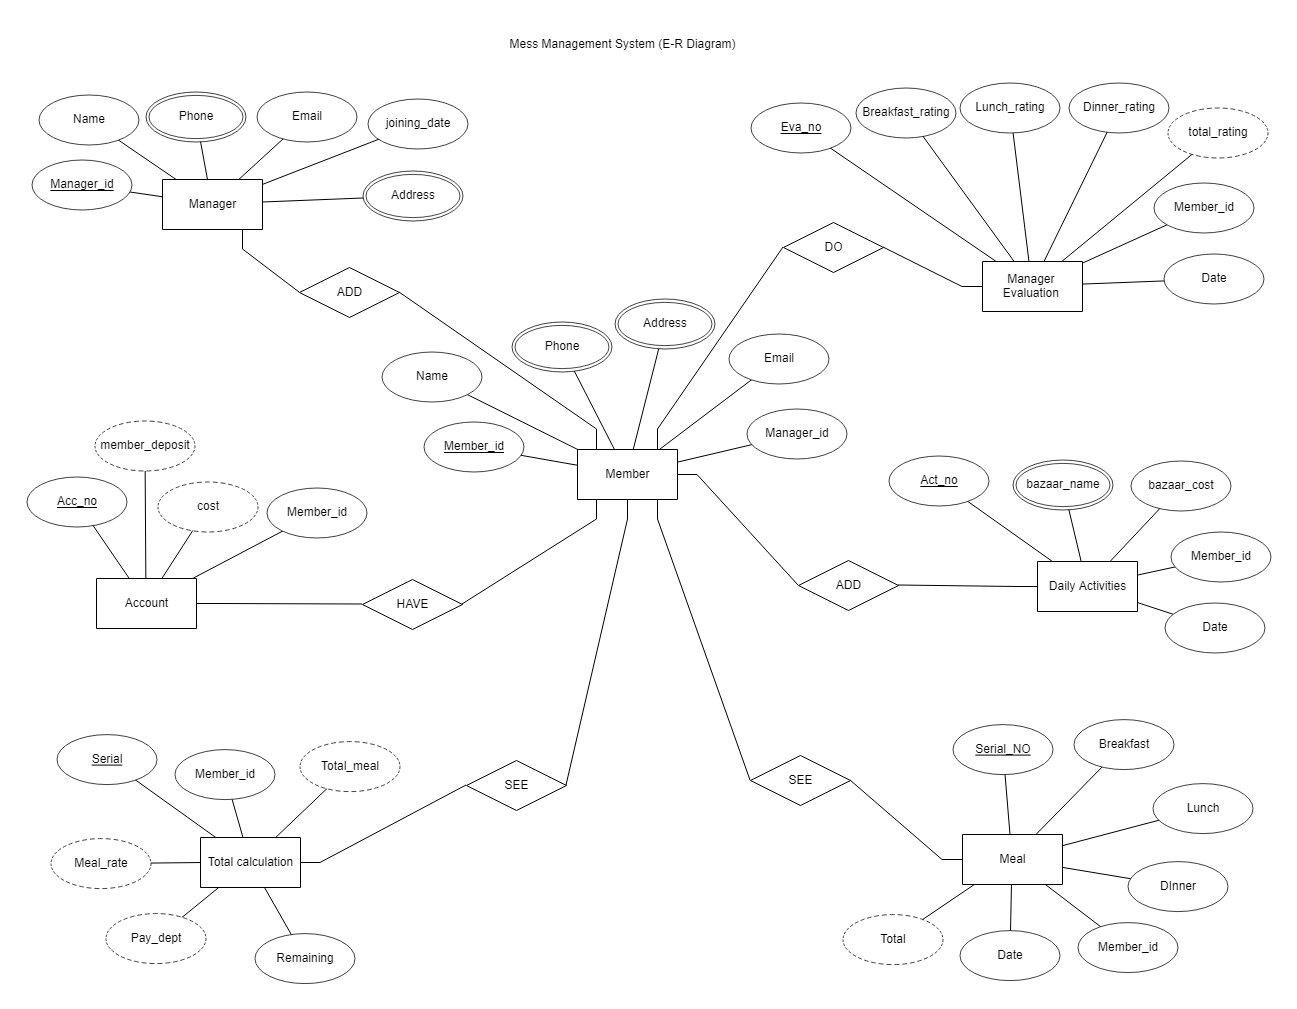 Mess Management System (E-R Diagram)
Name
Phone
Email
joining_date
Manager_id
Manager
Address
ADD
Eva_no
Breakfast_rating
Lunch_rating
Dinner_rating
total_rating
Member_id
Date
Manager
Evaluation
DO
Name
Phone
Address
Email
Manager_id
Member_id
Member
member_deposit
Acc_no
cost
Member_id
Account
HAVE
Act_no
bazaar_name
bazaar_cost
Member_id
Date
Daily Activities
ADD
Serial
Member_id
Total_meal
Meal_rate
Total calculation
Pay_dept
Remaining
SEE
SEE
Serial_NO
Breakfast
Lunch
DInner
Meal
Total
Date
Member_id